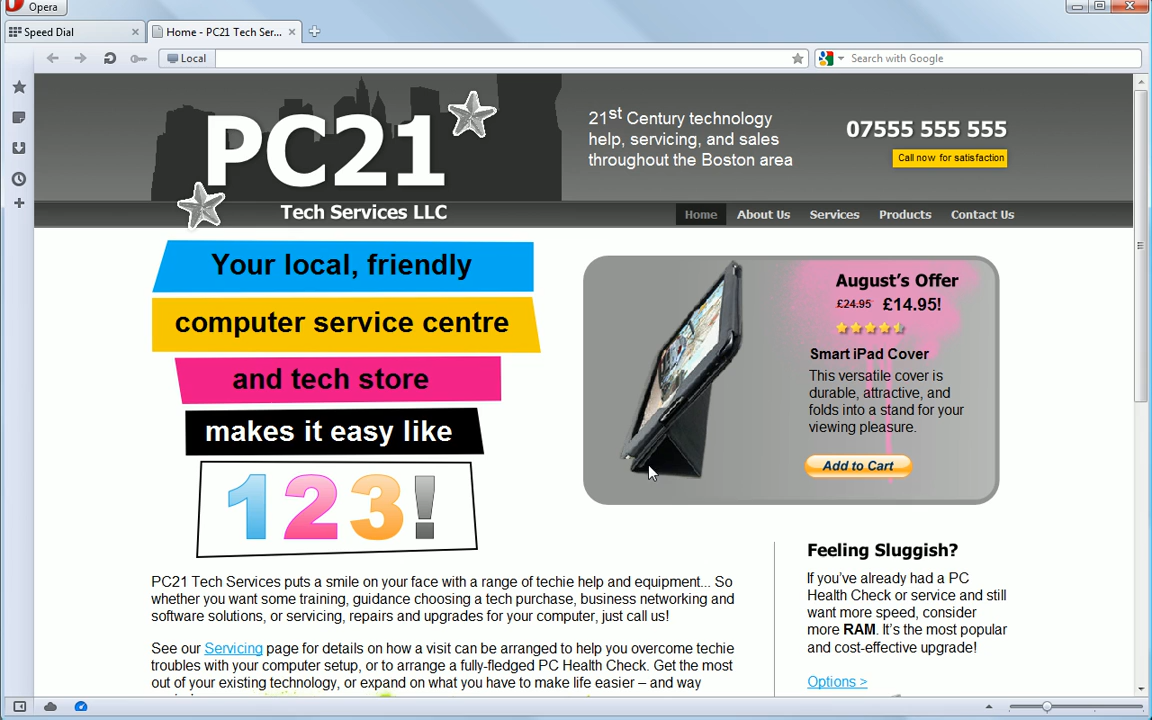 Opera
Speed Dial
Home - PC21 Tech Ser...
Local
Search with Google
PC21
Tech Services LLC
21st Century technology
help, servicing, and sales
throughout the Boston area
07555 555 555
Call now for satisfaction
Home About Us Services Products Contact Us
Your local, friendly
computer service centre
and tech store
makes it easy like
123!
August's Offer
£24.95 £14.95!
Smart iPad Cover
This versatile cover is
durable, attractive, and
folds into a stand for your
viewing pleasure.
Add to Cart
PC21 Tech Services puts a smile on your face with a range of techie help and equipment... So
whether you want some training, guidance choosing a tech purchase, business networking and
software solutions, or servicing, repairs and upgrades for your computer, just call us!
See our Servicing page for details on how a visit can be arranged to help you overcome techie
troubles with your computer setup, or to arrange a fully-fledged PC Health Check. Get the most
out of your existing technology, or expand on what you have to make life easier – and way
Feeling Sluggish?
If you've already had a PC
Health Check or service and still
want more speed, consider
more RAM. It's the most popular
and cost-effective upgrade!
Options >